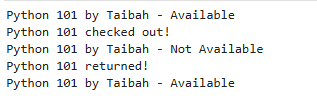 Python 101 by Taibah - Available
Python 101 checked out!
Python 101 by Taibah - Not Available
Python 101 returned!
Python 101 by Taibah - Available